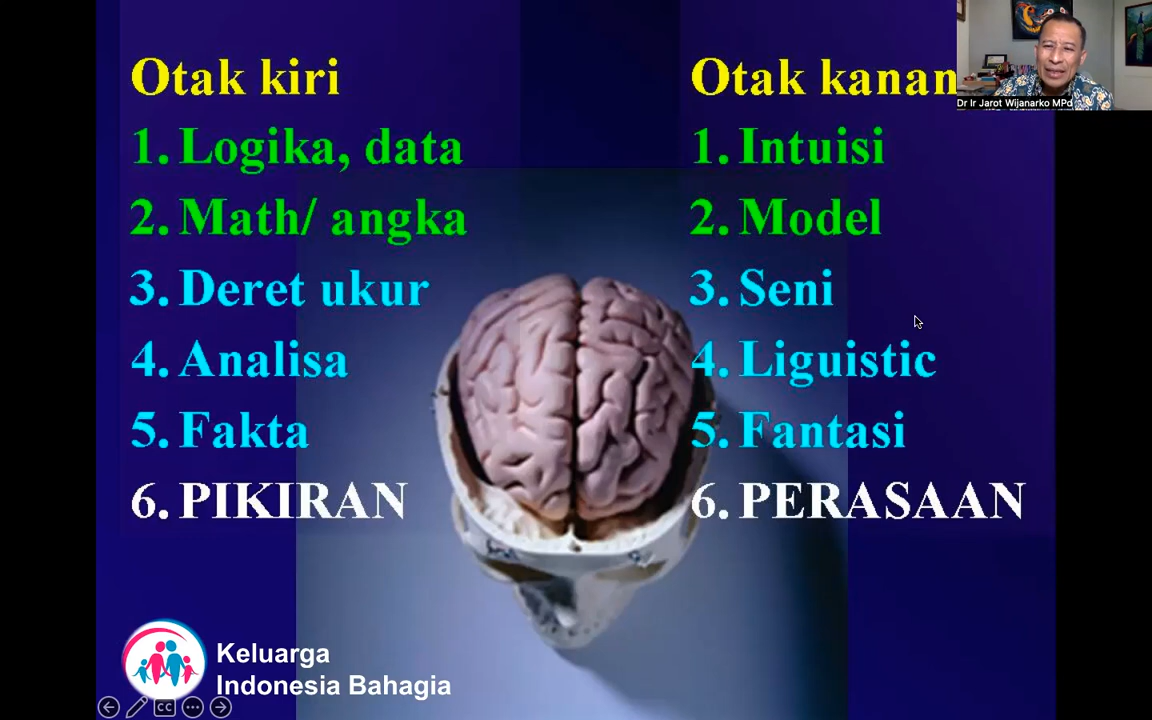 Otak kiri
1. Logika, data
2. Math/ angka
3. Deret ukur
4. Analisa
5. Fakta
6. PIKIRAN
Otak kanan
1. Intuisi
2. Model
3. Seni
4. Liguistic
5. Fantasi
6. PERASAAN
Dr Ir Jarot Wijanarko MPd
Keluarga
Indonesia Bahagia
CC